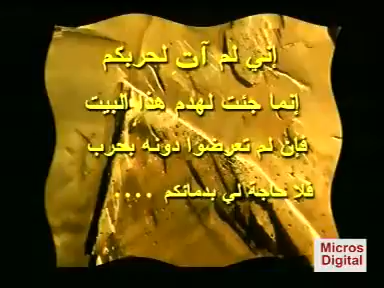 إني لم آت لحربكم
إنما جئت لهدم هذا البيت
فإن لم تعرضوا دونه بحرب
فلا حاجة لي بدمائكم ....
Micros
Digital